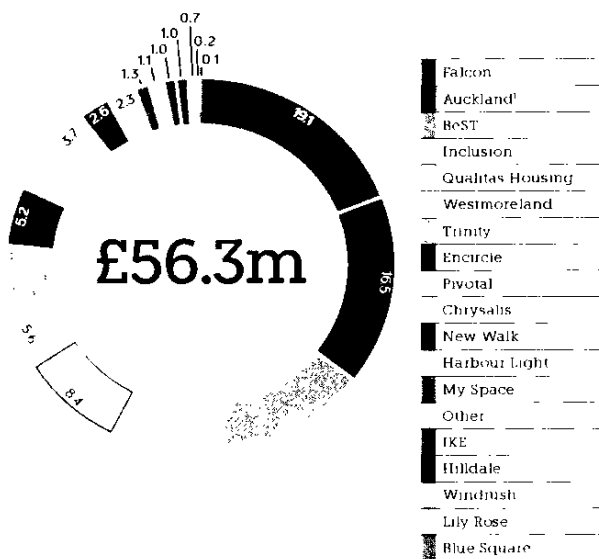 0.7
1.0
0.2
1.0
0.1
1.1
1.3
2.3
2.6
3.7
5.2
5.6
8.4
19.1
16.5
£56.3m
Falcon
Auckland¹
BeST
Inclusion
Qualitas Housing
Westmoreland
Trinity
Encircle
Pivotal
Chrysalis
New Walk
Harbour Light
My Space
Other
IKE
Hilldale
Windrush
Lily Rose
Blue Square